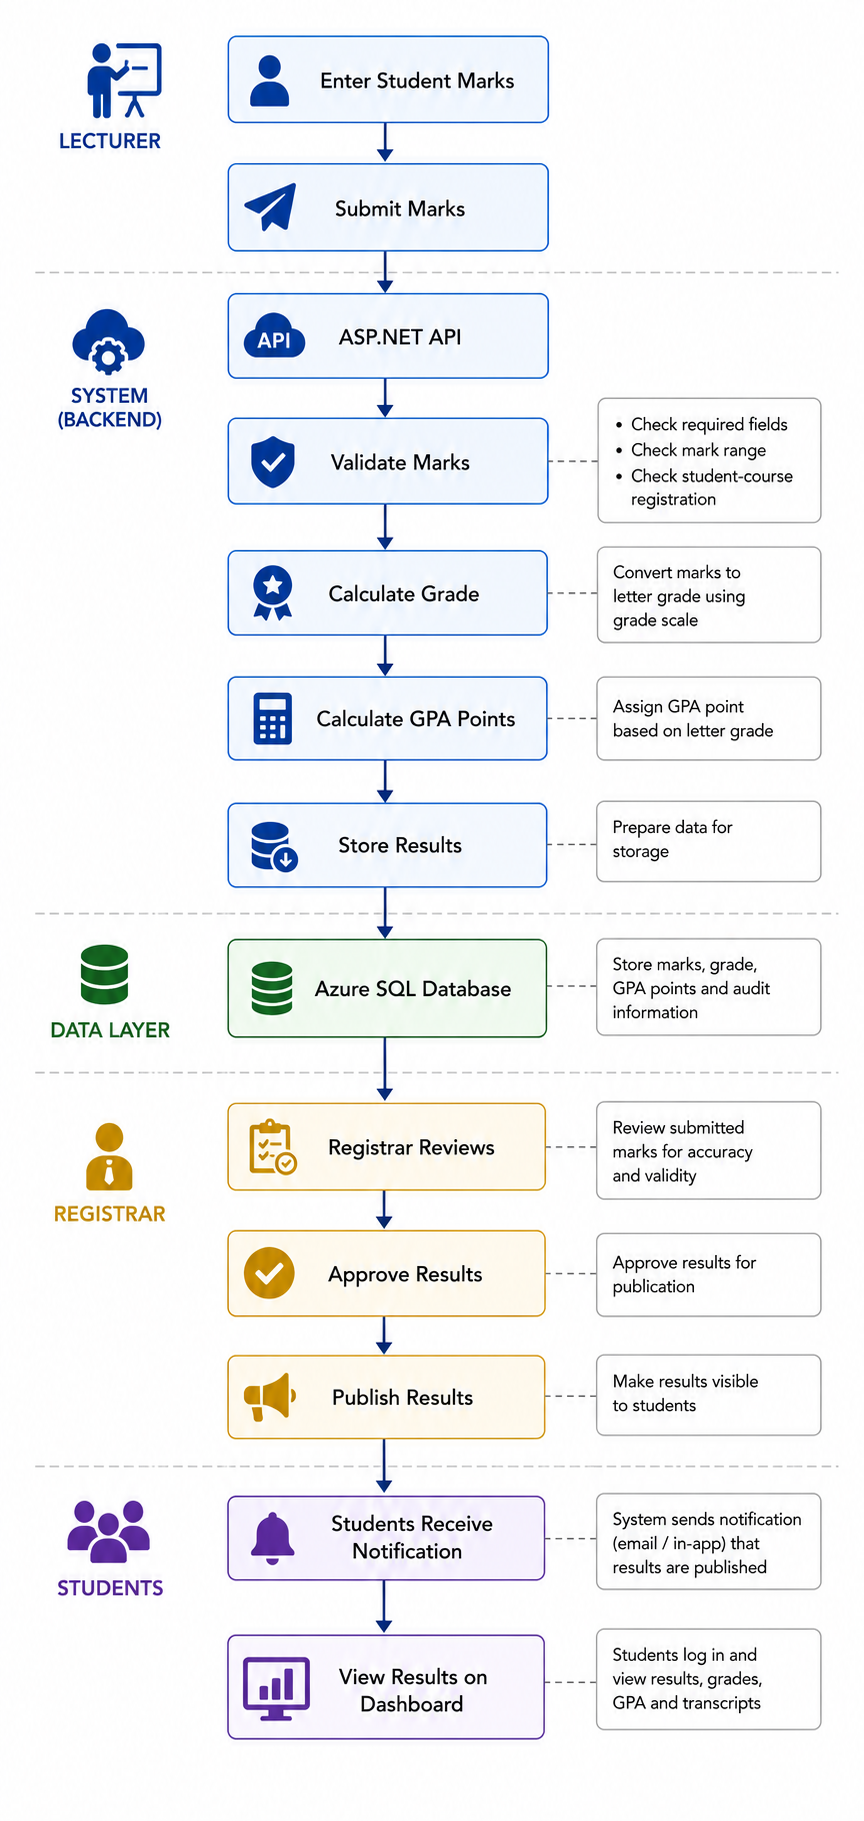 LECTURER
Enter Student Marks
Submit Marks
SYSTEM
(BACKEND)
API
ASP.NET API
Validate Marks
• Check required fields
• Check mark range
• Check student-course
registration
Calculate Grade
Convert marks to
letter grade using
grade scale
Calculate GPA Points
Assign GPA point
based on letter grade
Store Results
Prepare data for
storage
DATA LAYER
Azure SQL Database
Store marks, grade,
GPA points and audit
information
REGISTRAR
Registrar Reviews
Review submitted
marks for accuracy
and validity
Approve Results
Approve results for
publication
Publish Results
Make results visible
to students
STUDENTS
Students Receive
Notification
System sends notification
(email / in-app) that
results are published
View Results on
Dashboard
Students log in and
view results, grades,
GPA and transcripts